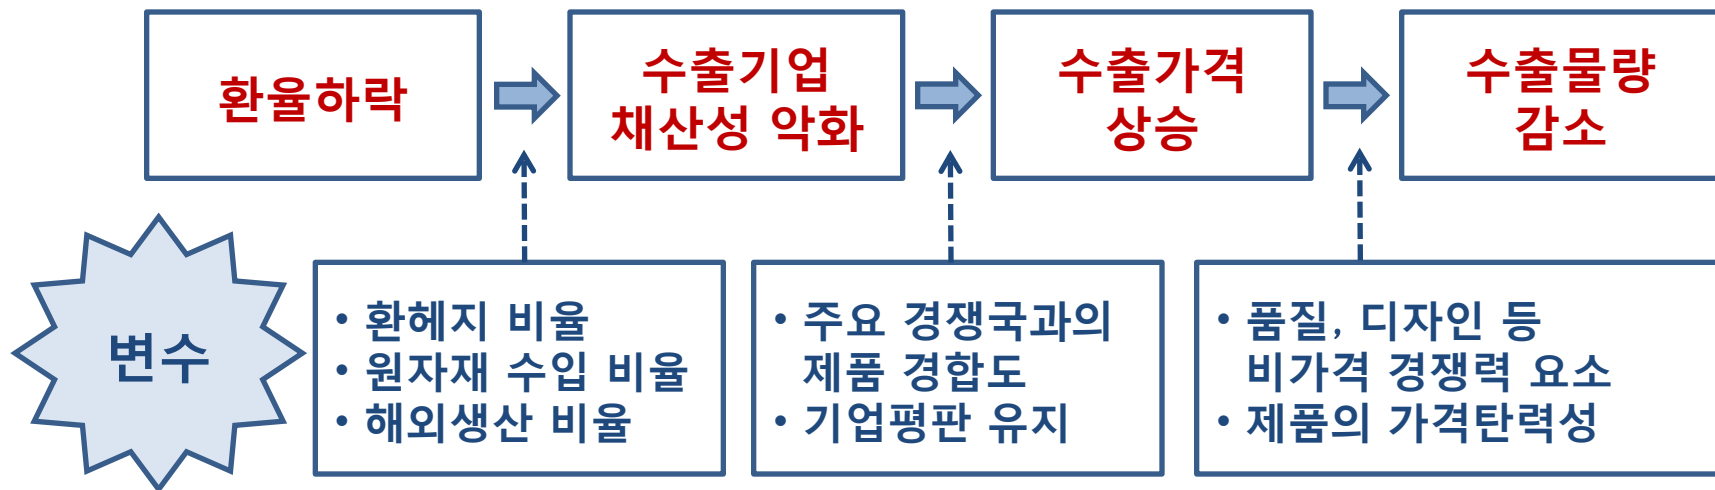 환율하락
수출기업
채산성 악화
수출가격
상승
수출물량
감소
변수
• 환헤지 비율
• 원자재 수입 비율
• 해외생산 비율
• 주요 경쟁국과의
제품 경합도
• 기업평판 유지
• 품질, 디자인 등
비가격 경쟁력 요소
• 제품의 가격탄력성